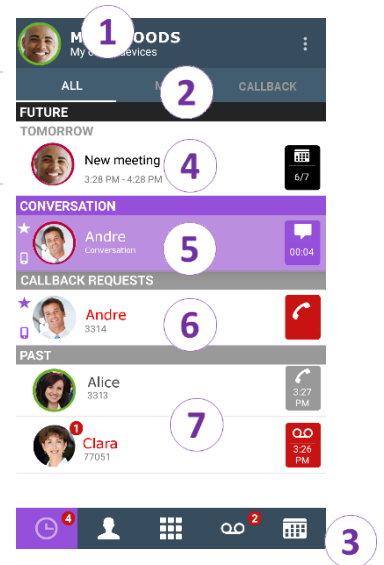 1
OODS
My devices
ALL
2
CALLBACK
FUTURE
TOMORROW
New meeting
4
3:28 PM - 4:28 PM
6/7
CONVERSATION
Andre
5
Conversation
00:04
CALLBACK REQUESTS
Andre
6
3314
PAST
Alice
3313
3:27
PM
7
1
Clara
77051
3:26
PM
4
2
3